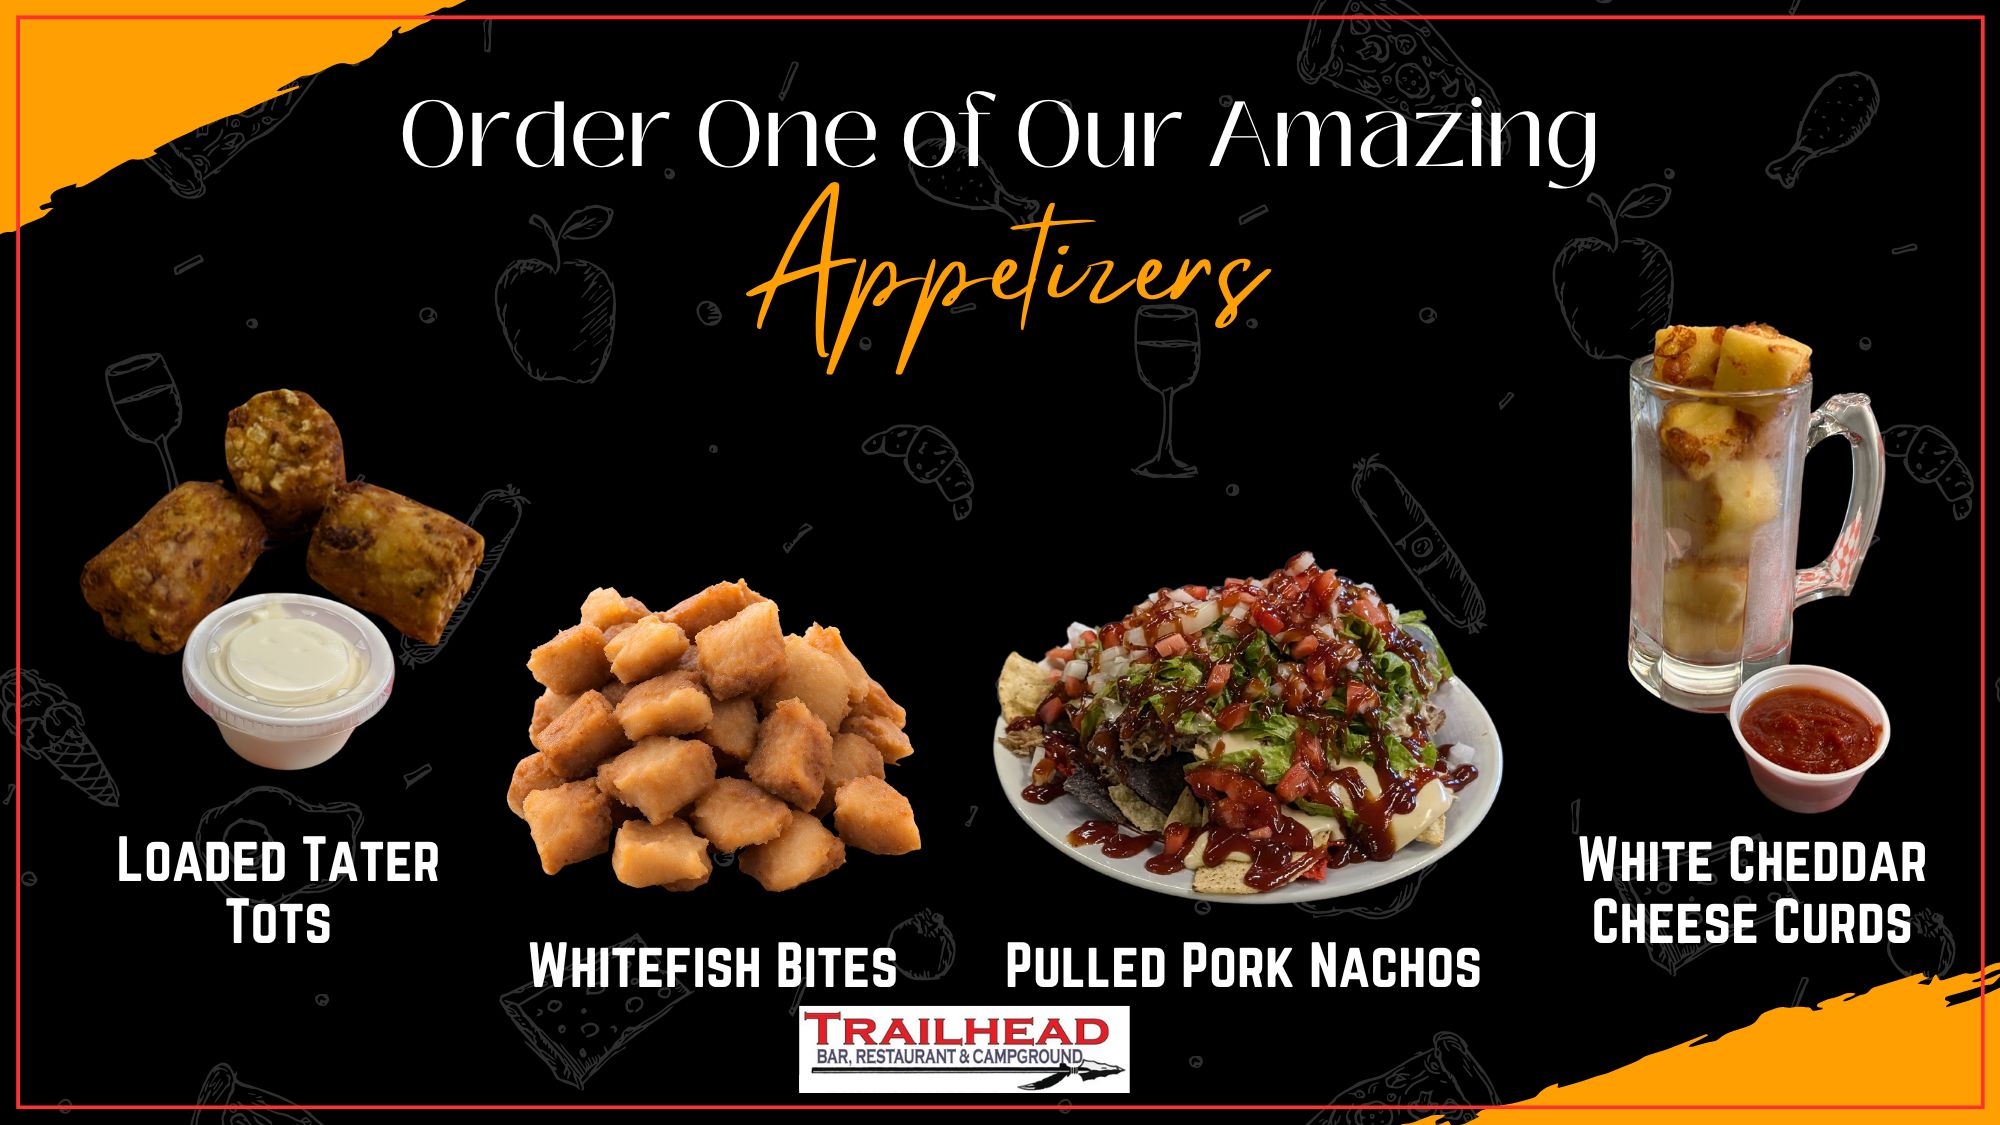 Order One of Our Amazing
Appetizers
Loaded Tater
Tots
Whitefish Bites
Pulled Pork Nachos
White Cheddar
Cheese Curds
TRAILHEAD
BAR, RESTAURANT & CAMPGROUND